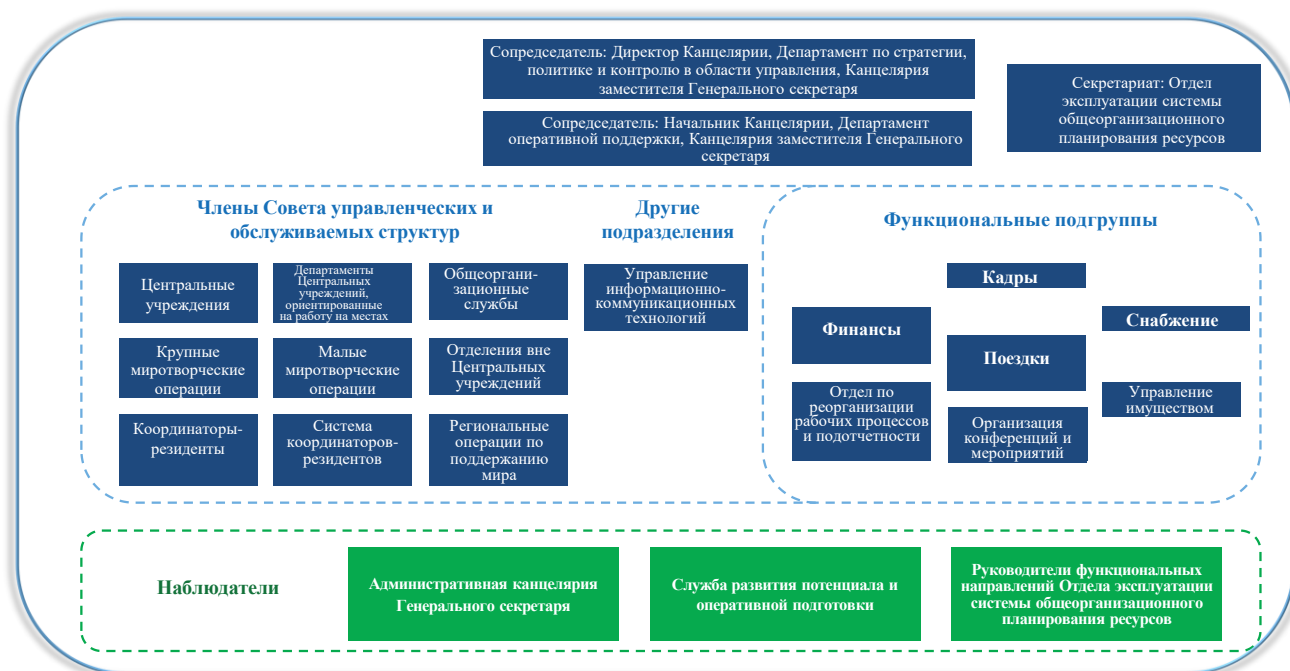 Сопредседатель: Директор Канцелярии, Департамент по стратегии,
политике и контролю в области управления, Канцелярия
заместителя Генерального секретаря
Сопредседатель: Начальник Канцелярии, Департамент
оперативной поддержки, Канцелярия заместителя Генерального
секретаря
Секретариат: Отдел
эксплуатации системы
общеорганизационного
планирования ресурсов
Члены Совета управленческих и
обслуживаемых структур
Другие
подразделения
Функциональные подгруппы
Центральные
учреждения
Департаменты
Центральных
учреждений,
ориентированные
на работу на местах
Общеоргани-
зационные
службы
Управление
информационно-
коммуникационных
технологий
Крупные
миротворческие
операции
Малые
миротворческие
операции
Отделения вне
Центральных
учреждений
Координаторы-
резиденты
Система
координаторов-
резидентов
Региональные
операции по
поддержанию
мира
Кадры
Финансы
Снабжение
Поездки
Отдел по
реорганизации
рабочих процессов
и подотчетности
Организация
конференций и
мероприятий
Управление
имуществом
Наблюдатели
Административная канцелярия
Генерального секретаря
Служба развития потенциала и
оперативной подготовки
Руководители функциональных
направлений Отдела эксплуатации
системы общеорганизационного
планирования ресурсов